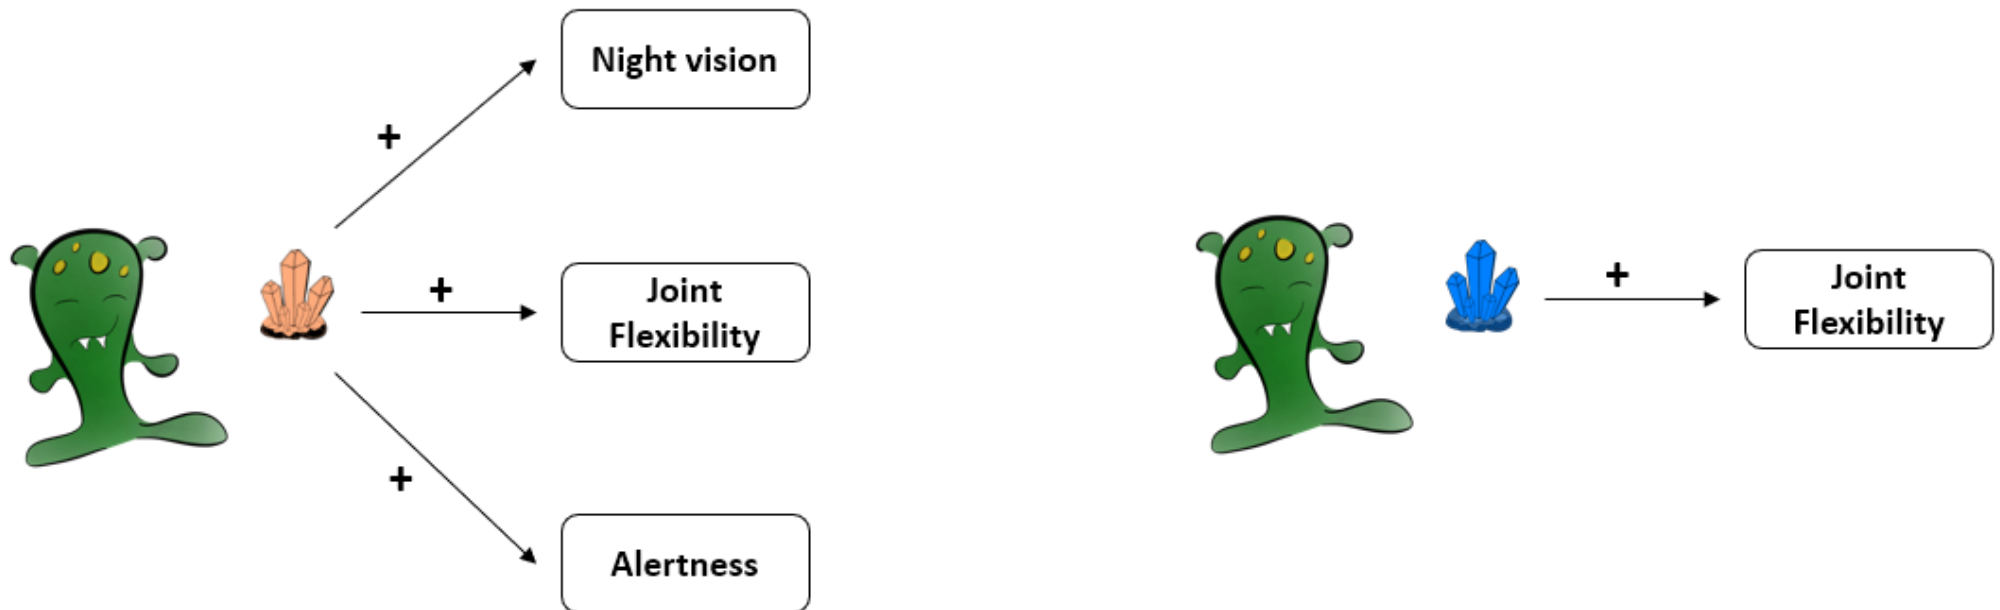 Night vision
+
+
Joint
Flexibility
+
Alertness
+
Joint
Flexibility